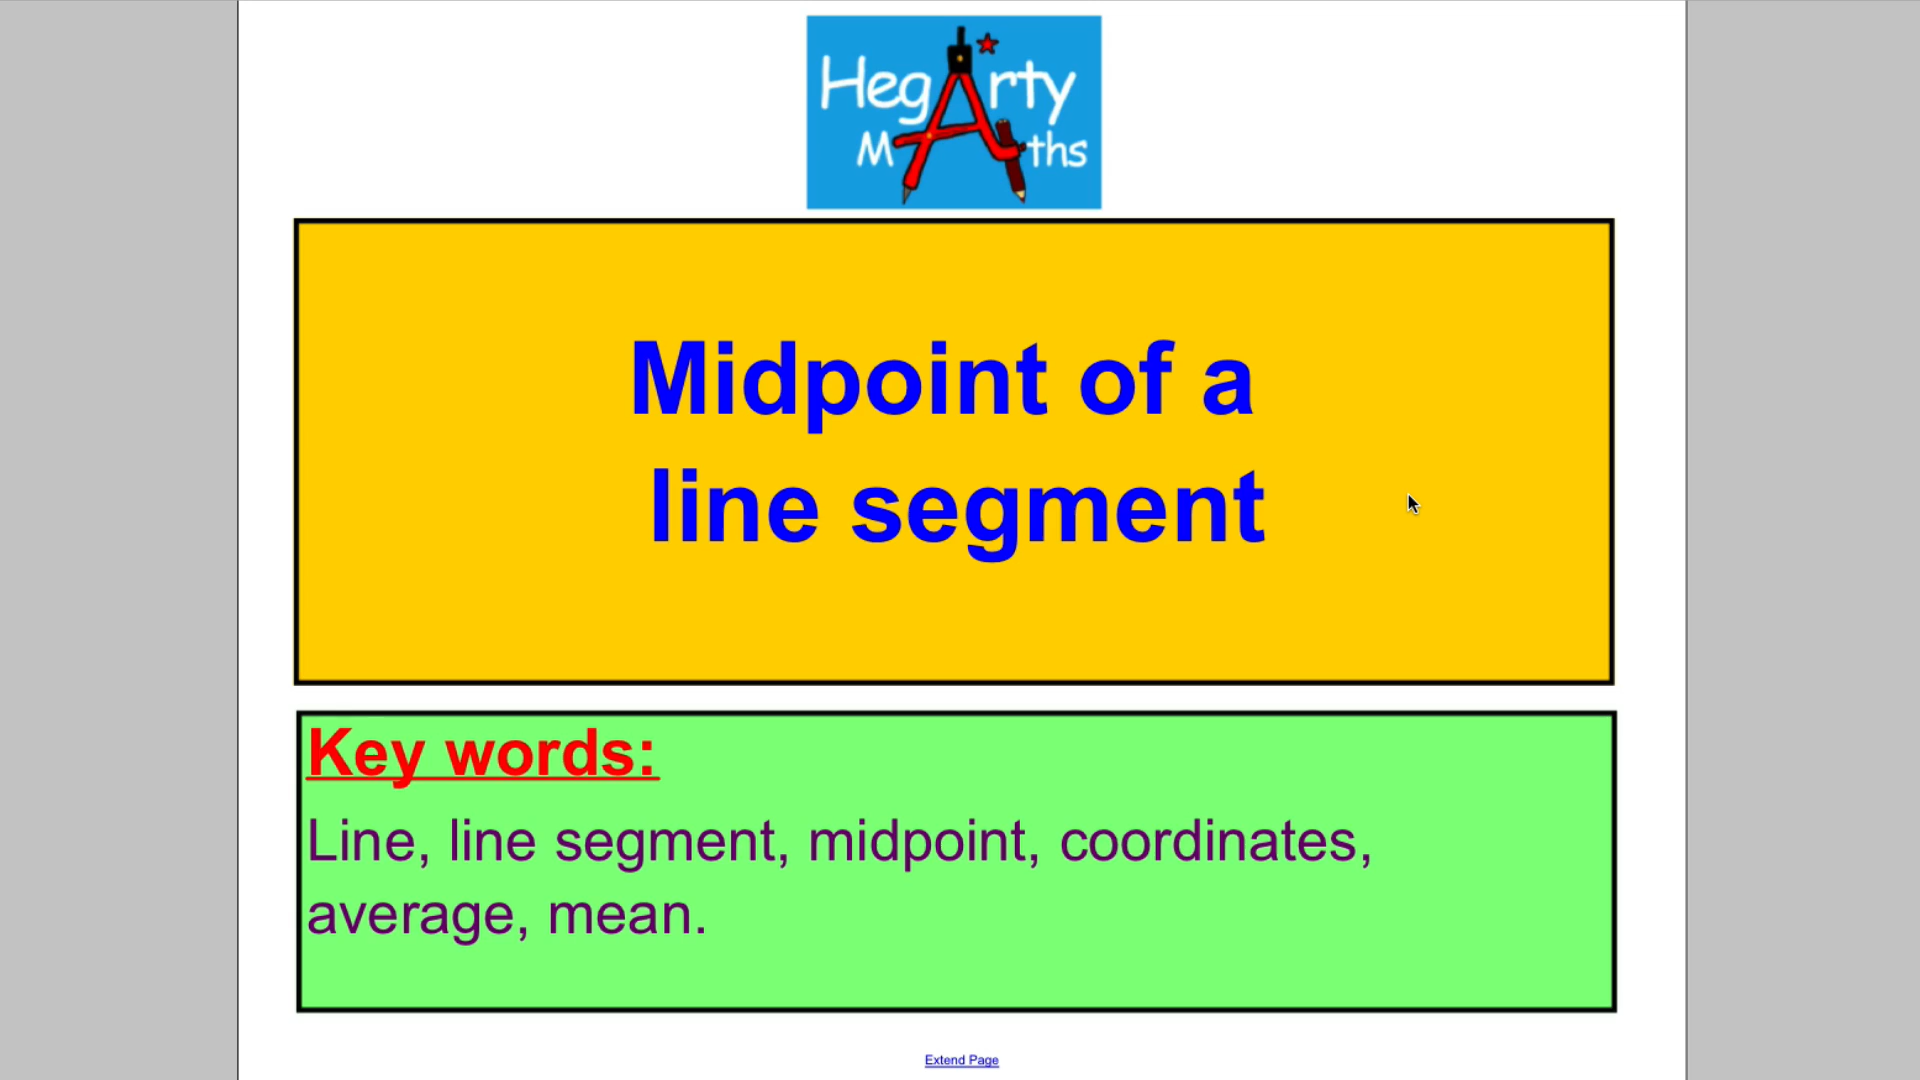 HegArty
MAths
Midpoint of a
line segment
Key words:
Line, line segment, midpoint, coordinates,
average, mean.
Extend Page